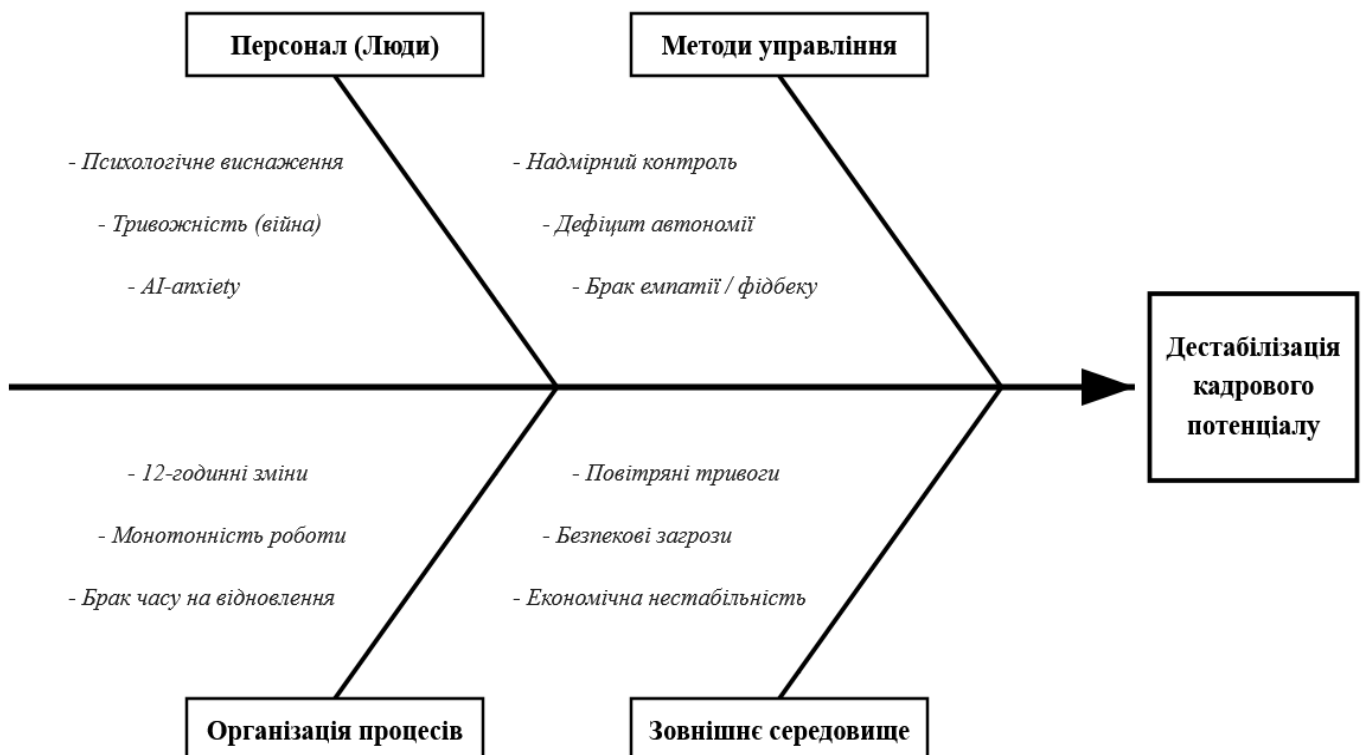 Персонал (Люди)
Методи управління
- Психологічне виснаження
- Тривожність (війна)
- AI-anxiety
- Надмірний контроль
- Дефіцит автономії
- Брак емпатії / фідбеку
Дестабілізація
кадрового
потенціалу
- 12-годинні зміни
- Монотонність роботи
- Брак часу на відновлення
- Повітряні тривоги
- Безпекові загрози
- Економічна нестабільність
Організація процесів
Зовнішнє середовище